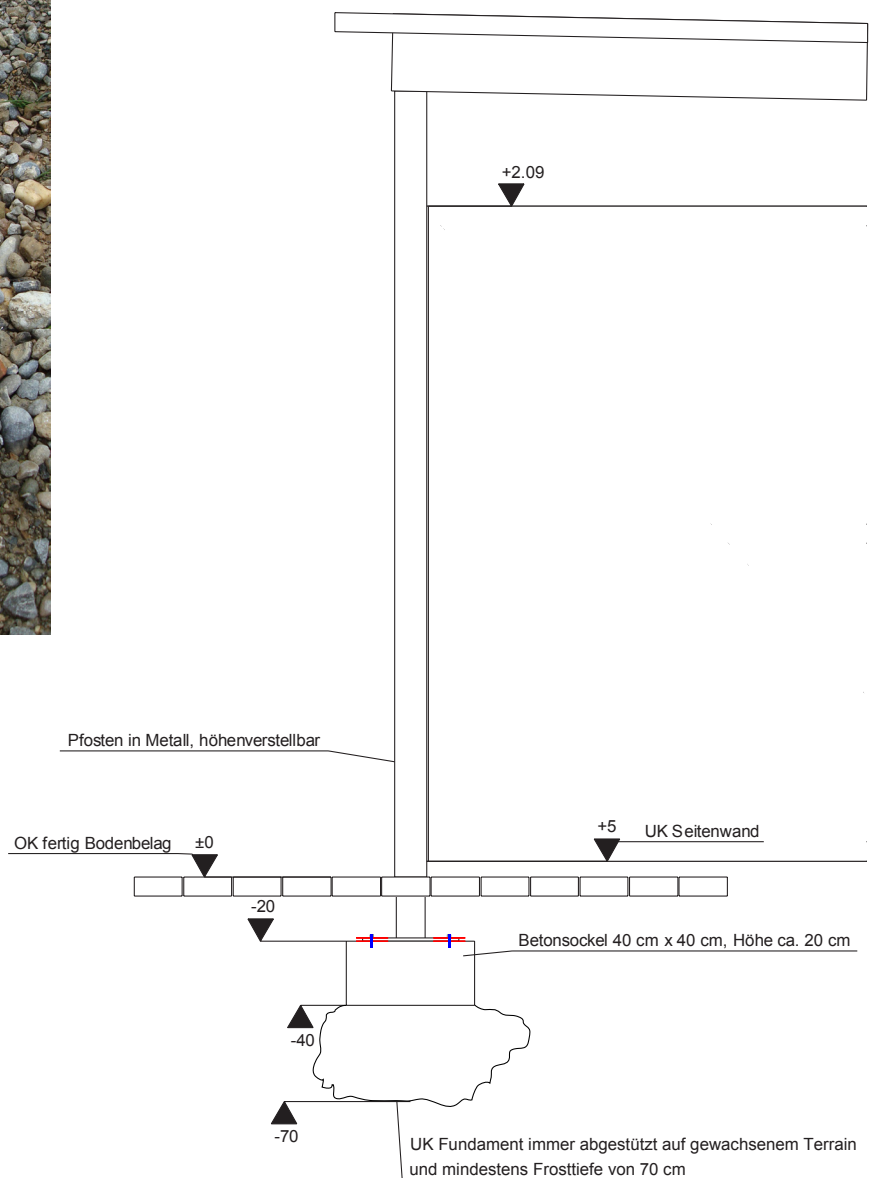 +2.09
Pfosten in Metall, höhenverstellbar
+5
UK Seitenwand
OK fertig Bodenbelag
±0
-20
Betonsockel 40 cm x 40 cm, Höhe ca. 20 cm
-40
-70
UK Fundament immer abgestützt auf gewachsenem Terrain
und mindestens Frosttiefe von 70 cm